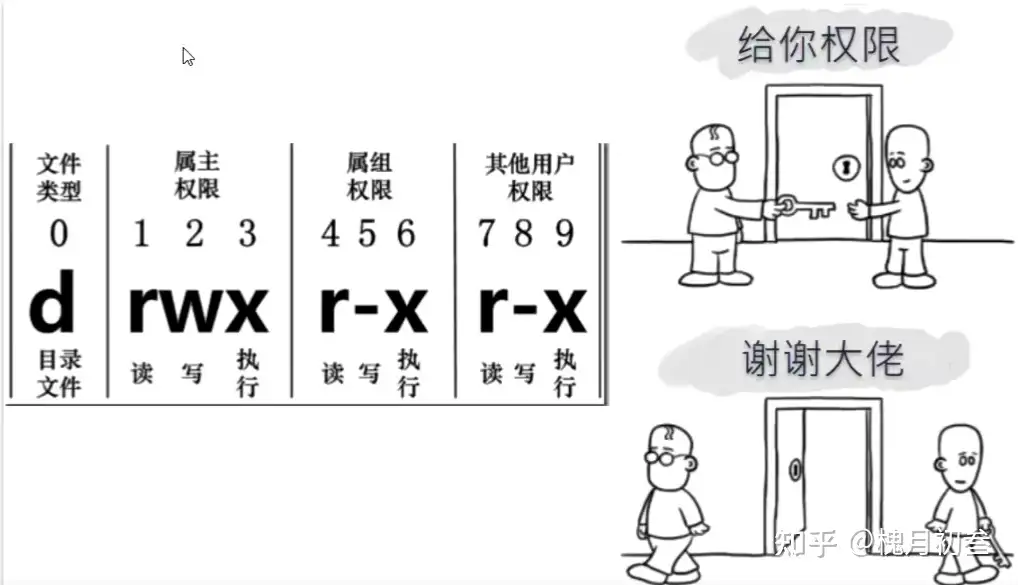 给你权限
文件 属主 属组 其他用户
类型 权限 权限 权限
0 1 2 3 4 5 6 7 8 9
d rwx r-x r-x
目录 读 写 执 读 写 执 读 写 执
文件 行 行 行
谢谢大佬
知乎 @槐月初叁